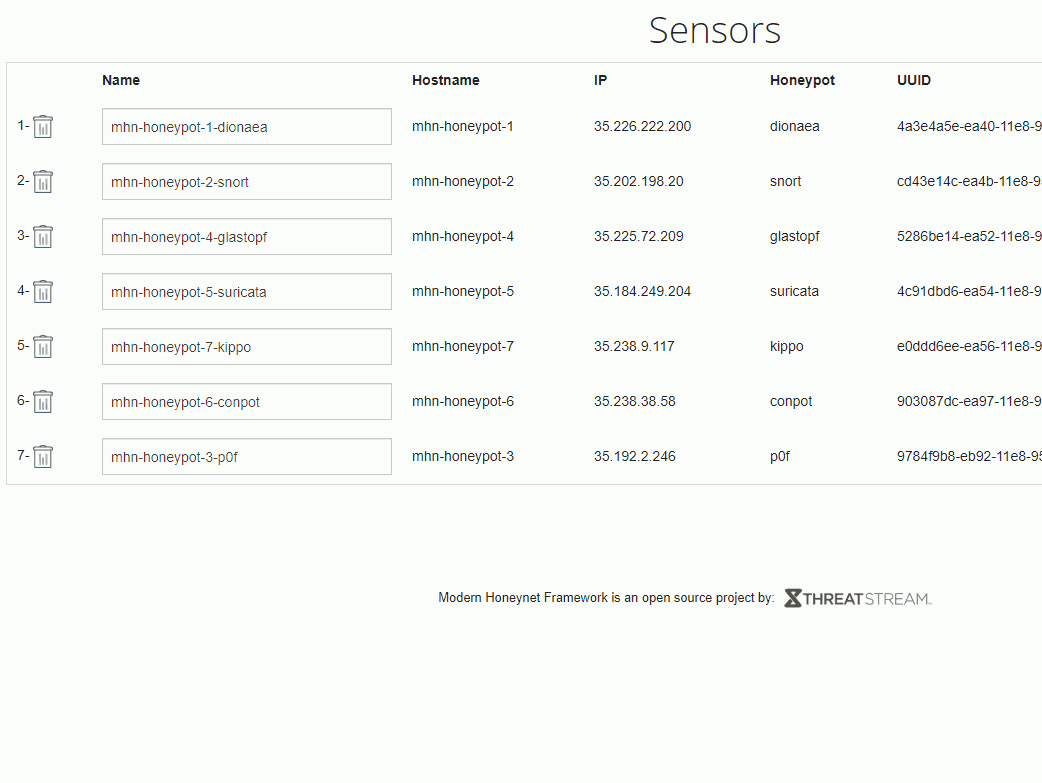 Sensors
Name Hostname IP Honeypot UUID
1- mhn-honeypot-1-dionaea mhn-honeypot-1 35.226.222.200 dionaea 4a3e4a5e-ea40-11e8-9
2- mhn-honeypot-2-snort mhn-honeypot-2 35.202.198.20 snort cd43e14c-ea4b-11e8-9
3- mhn-honeypot-4-glastopf mhn-honeypot-4 35.225.72.209 glastopf 5286be14-ea52-11e8-9
4- mhn-honeypot-5-suricata mhn-honeypot-5 35.184.249.204 suricata 4c91dbd6-ea54-11e8-9
5- mhn-honeypot-7-kippo mhn-honeypot-7 35.238.9.117 kippo e0ddd6ee-ea56-11e8-9
6- mhn-honeypot-6-conpot mhn-honeypot-6 35.238.38.58 conpot 903087dc-ea97-11e8-9
7- mhn-honeypot-3-p0f mhn-honeypot-3 35.192.2.246 p0f 9784f9b8-eb92-11e8-95
Modern Honeynet Framework is an open source project by: THREATSTREAM